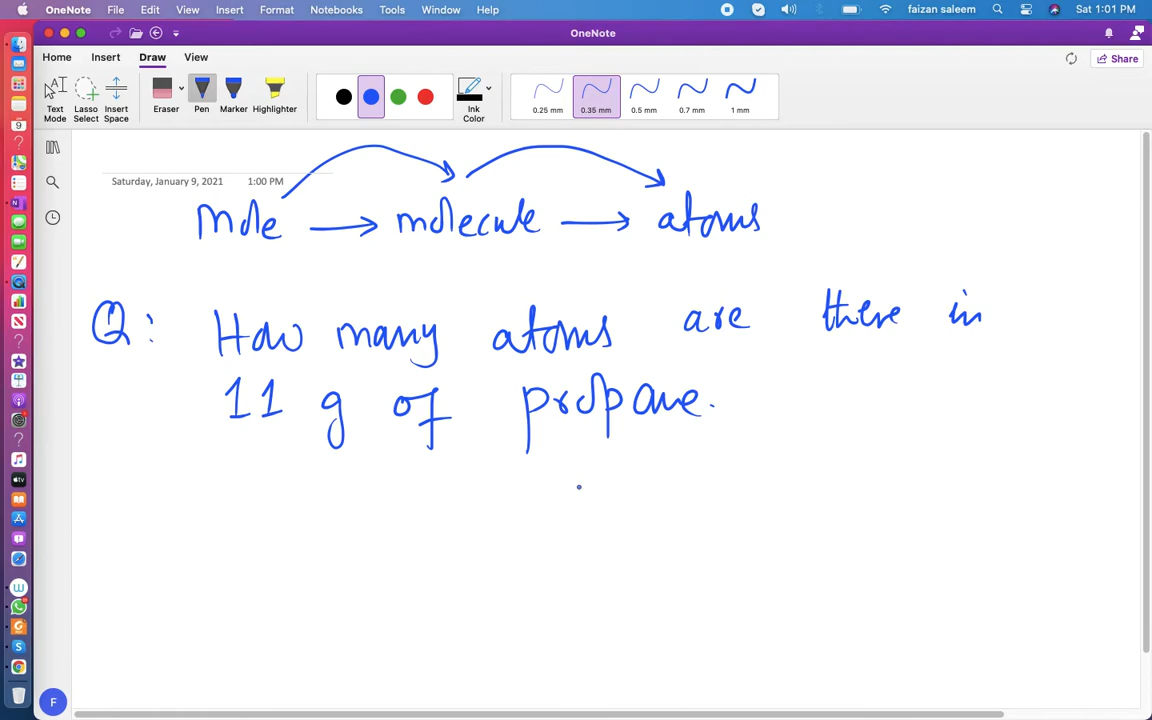 OneNote File Edit View Insert Format Notebooks Tools Window Help faizan saleem Sat 1:01 PM
OneNote
Home Insert Draw View Share
Text Mode Lasso Select Insert Space Eraser Pen Marker Highlighter Ink Color 0.25 mm 0.35 mm 0.5 mm 0.7 mm 1 mm
Saturday, January 9, 2021 1:00 PM
Mole → molecule → atoms
Q: How many atoms are there in
11 g of propane.
F